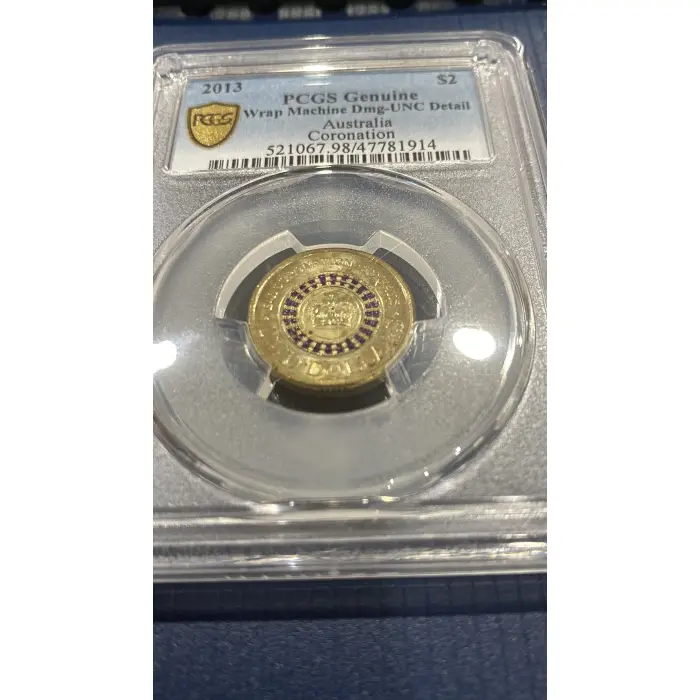 2013 $2
PCGS Genuine
PCGS
Wrap Machine Dmg-UNC Detail
Australia
Coronation
521067.98/47781914